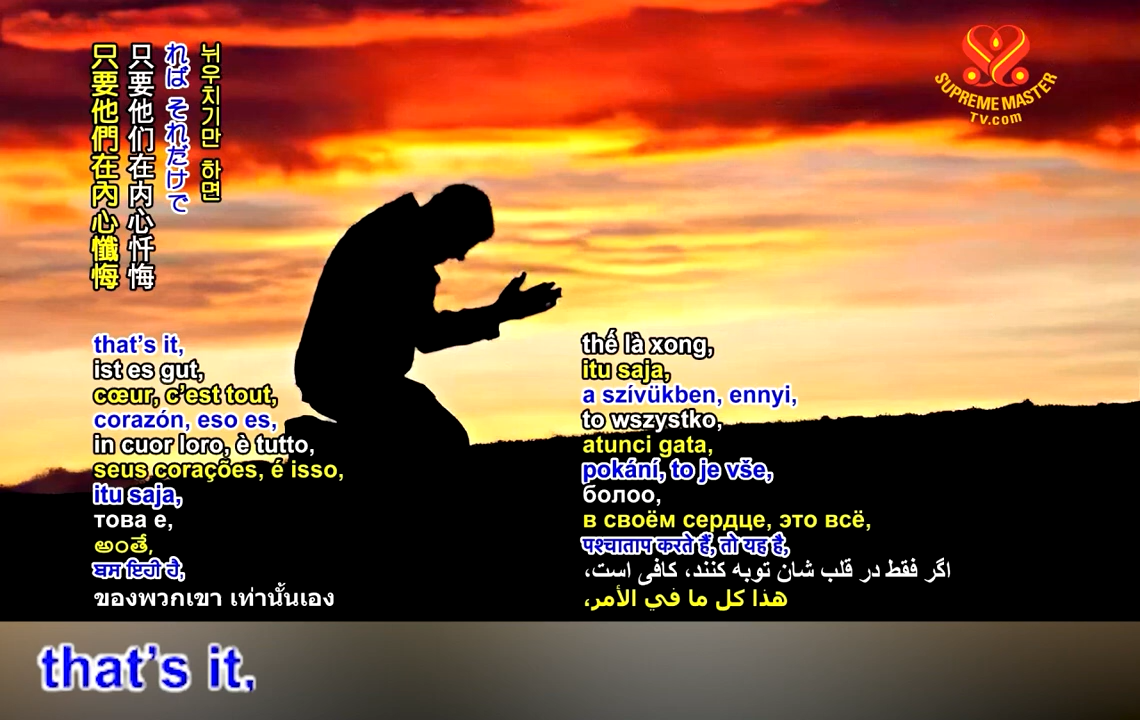 SUPREME MASTER
TV.com
뉘우치기만 하면
れば それだけで
只要他们在内心忏悔
只要他們在內心懺悔
that's it,
ist es gut,
cœur, c'est tout,
corazón, eso es,
in cuor loro, è tutto,
seus corações, é isso,
itu saja,
това е,
అంతే,
ਬਸ ਇਹੀ ਹੈ,
ของพวกเขา เท่านั้นเอง
thế là xong,
itu saja,
a szívükben, ennyi,
to wszystko,
atunci gata,
pokání, to je vše,
болоо,
в своём сердце, это всё,
पश्चाताप करते हैं, तो यह है,
اگر فقط در قلب شان توبه کنند، کافی است،
هذا كل ما في الأمر،
that's it,